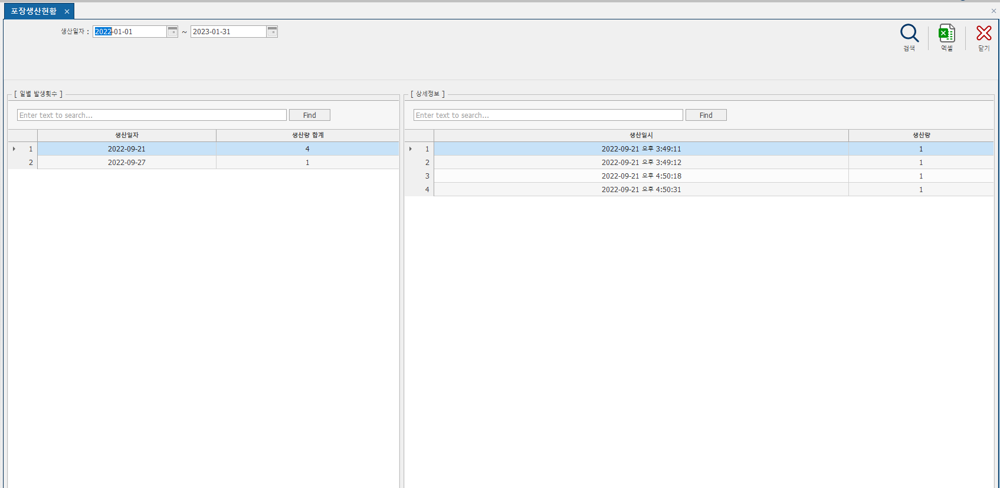 포장생산현황 ×
생산일자 : 2022-01-01 ~ 2023-01-31
검색 엑셀 닫기
[ 일별 발생횟수 ]
Enter text to search... Find
생산일자 생산량 합계
1 2022-09-21 4
2 2022-09-27 1
[ 상세정보 ]
Enter text to search... Find
생산일시 생산량
1 2022-09-21 오후 3:49:11 1
2 2022-09-21 오후 3:49:12 1
3 2022-09-21 오후 4:50:18 1
4 2022-09-21 오후 4:50:31 1